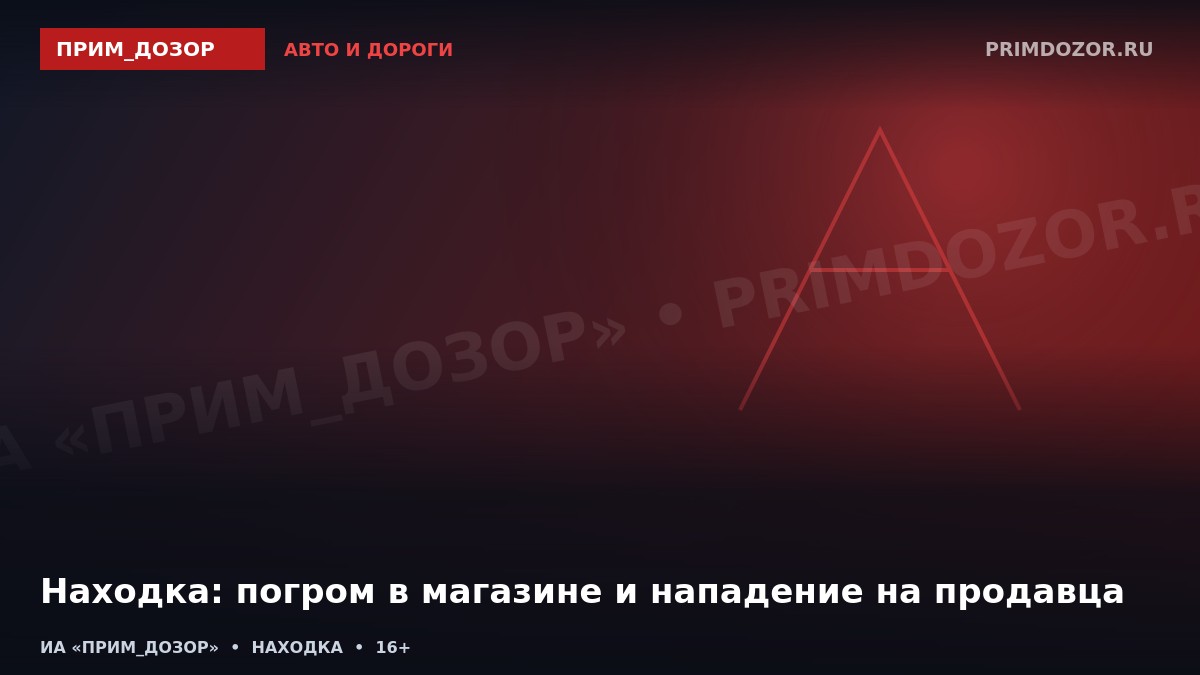 ПРИМ_ДОЗОР
АВТО И ДОРОГИ
PRIMDOZOR.RU
«ПРИМ_ДОЗОР» • PRIMDOZOR.R
Находка: погром в магазине и нападение на продавца
ИА «ПРИМ_ДОЗОР» • НАХОДКА • 16+